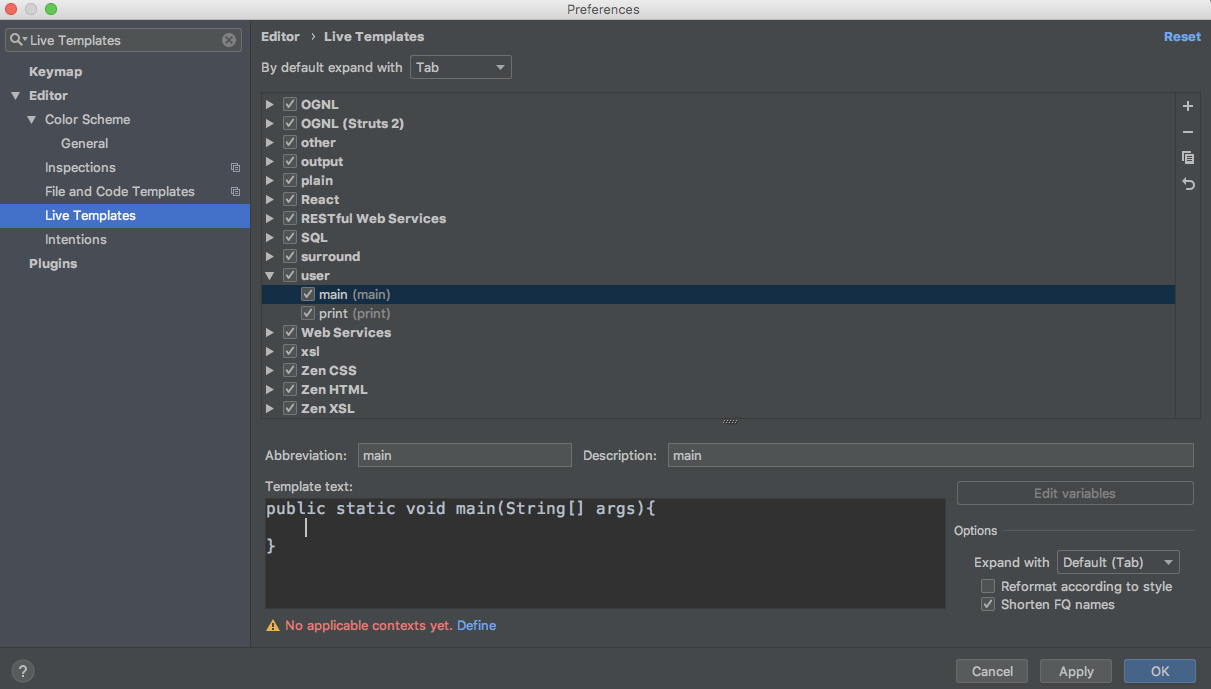 Preferences
Live Templates
Keymap
Editor
Color Scheme
General
Inspections
File and Code Templates
Live Templates
Intentions
Plugins
Editor › Live Templates
Reset
By default expand with Tab
OGNL
OGNL (Struts 2)
other
output
plain
React
RESTful Web Services
SQL
surround
user
main (main)
print (print)
Web Services
xsl
Zen CSS
Zen HTML
Zen XSL
Abbreviation: main Description: main
Template text:
public static void main(String[] args){
}
Edit variables
Options
Expand with Default (Tab)
Reformat according to style
Shorten FQ names
No applicable contexts yet. Define
? Cancel Apply OK